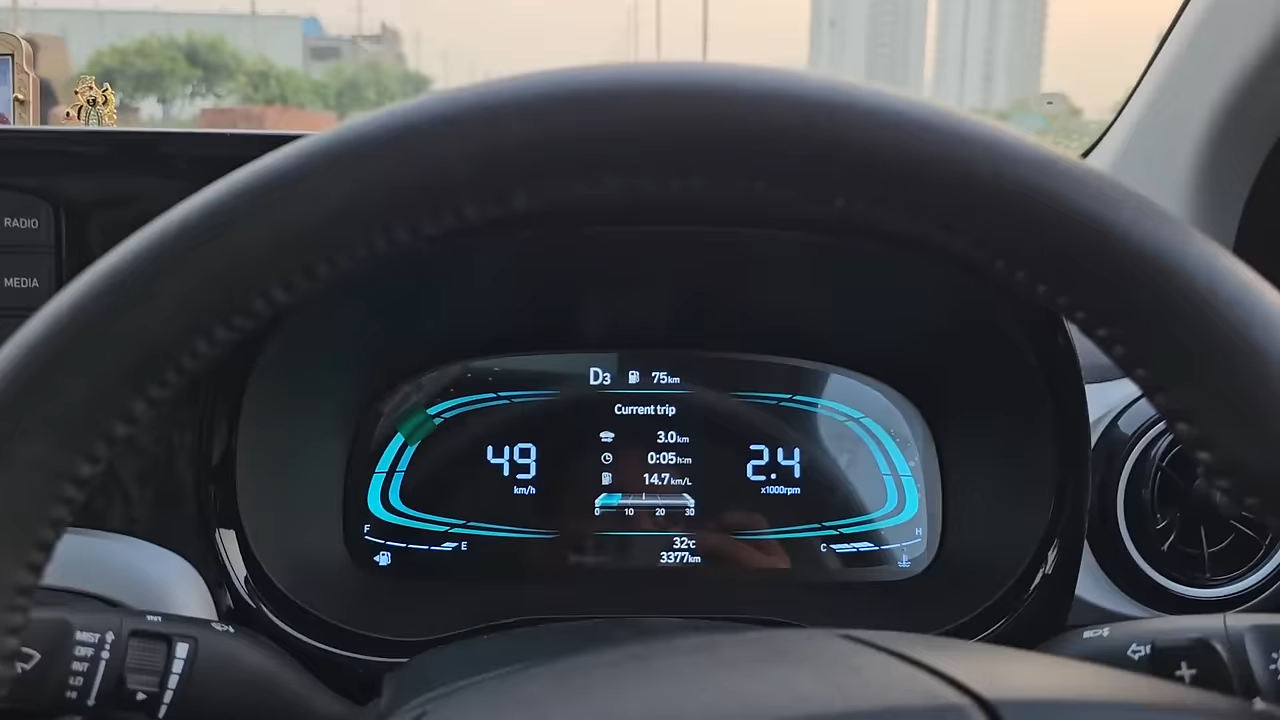 RADIO
MEDIA
D3 75km
Current trip
3.0km
0:05h:m
14.7km/L
0 10 20 30
49
km/h
2.4
x1000rpm
F
E
C
H
32°C
3377km
MIST
OFF
INT
LO
HI